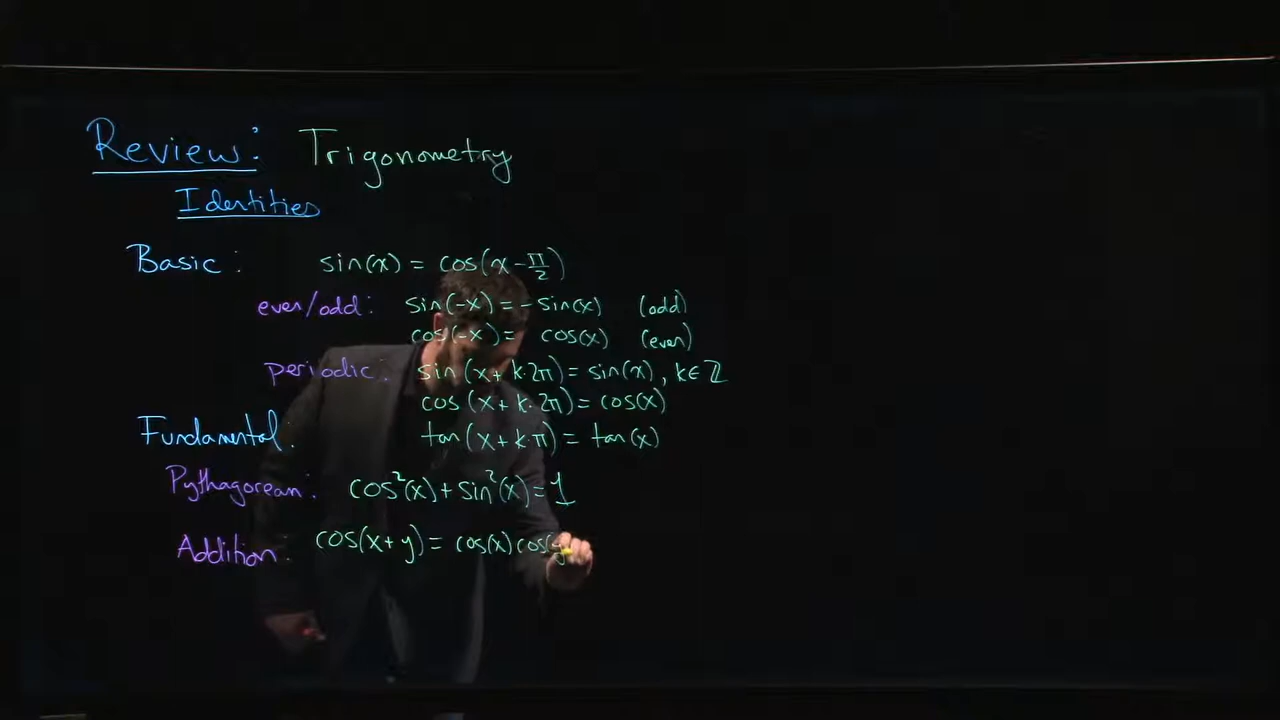 Review: Trigonometry
Identities
Basic: sin(x) = cos(x - π/2)
even/odd: sin(-x) = - sin(x) (odd)
cos(-x) = cos(x) (even)
periodic: sin(x + k·2π) = sin(x), k∈ℤ
cos(x + k·2π) = cos(x)
Fundamental: tan(x + k·π) = tan(x)
Pythagorean: cos²(x) + sin²(x) = 1
Addition: cos(x+y) = cos(x) cos(y